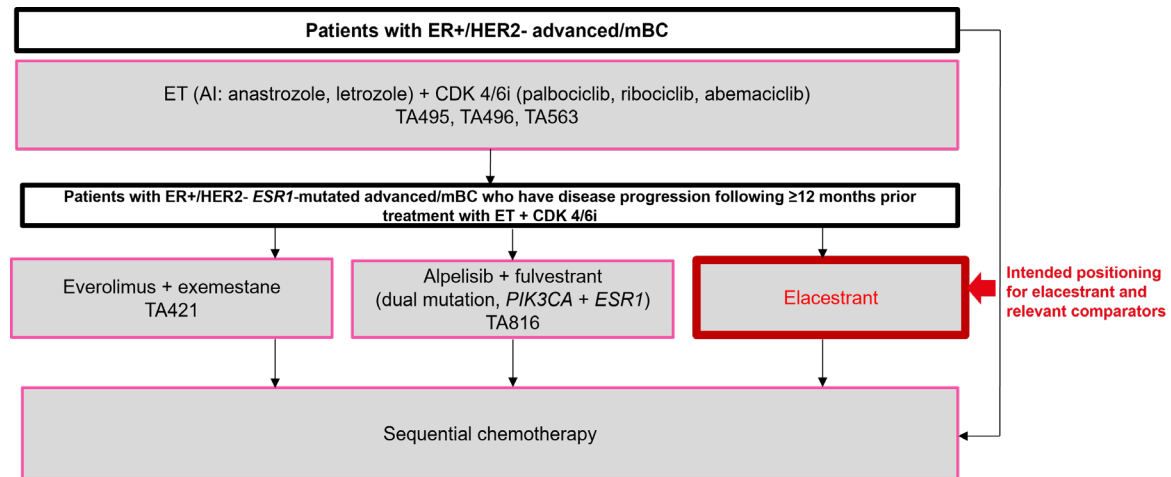 Patients with ER+/HER2- advanced/mBC
ET (AI: anastrozole, letrozole) + CDK 4/6i (palbociclib, ribociclib, abemaciclib)
TA495, TA496, TA563
Patients with ER+/HER2- ESR1-mutated advanced/mBC who have disease progression following ≥12 months prior
treatment with ET + CDK 4/6i
Everolimus + exemestane
TA421
Alpelisib + fulvestrant
(dual mutation, PIK3CA + ESR1)
TA816
Elacestrant
Intended positioning
for elacestrant and
relevant comparators
Sequential chemotherapy